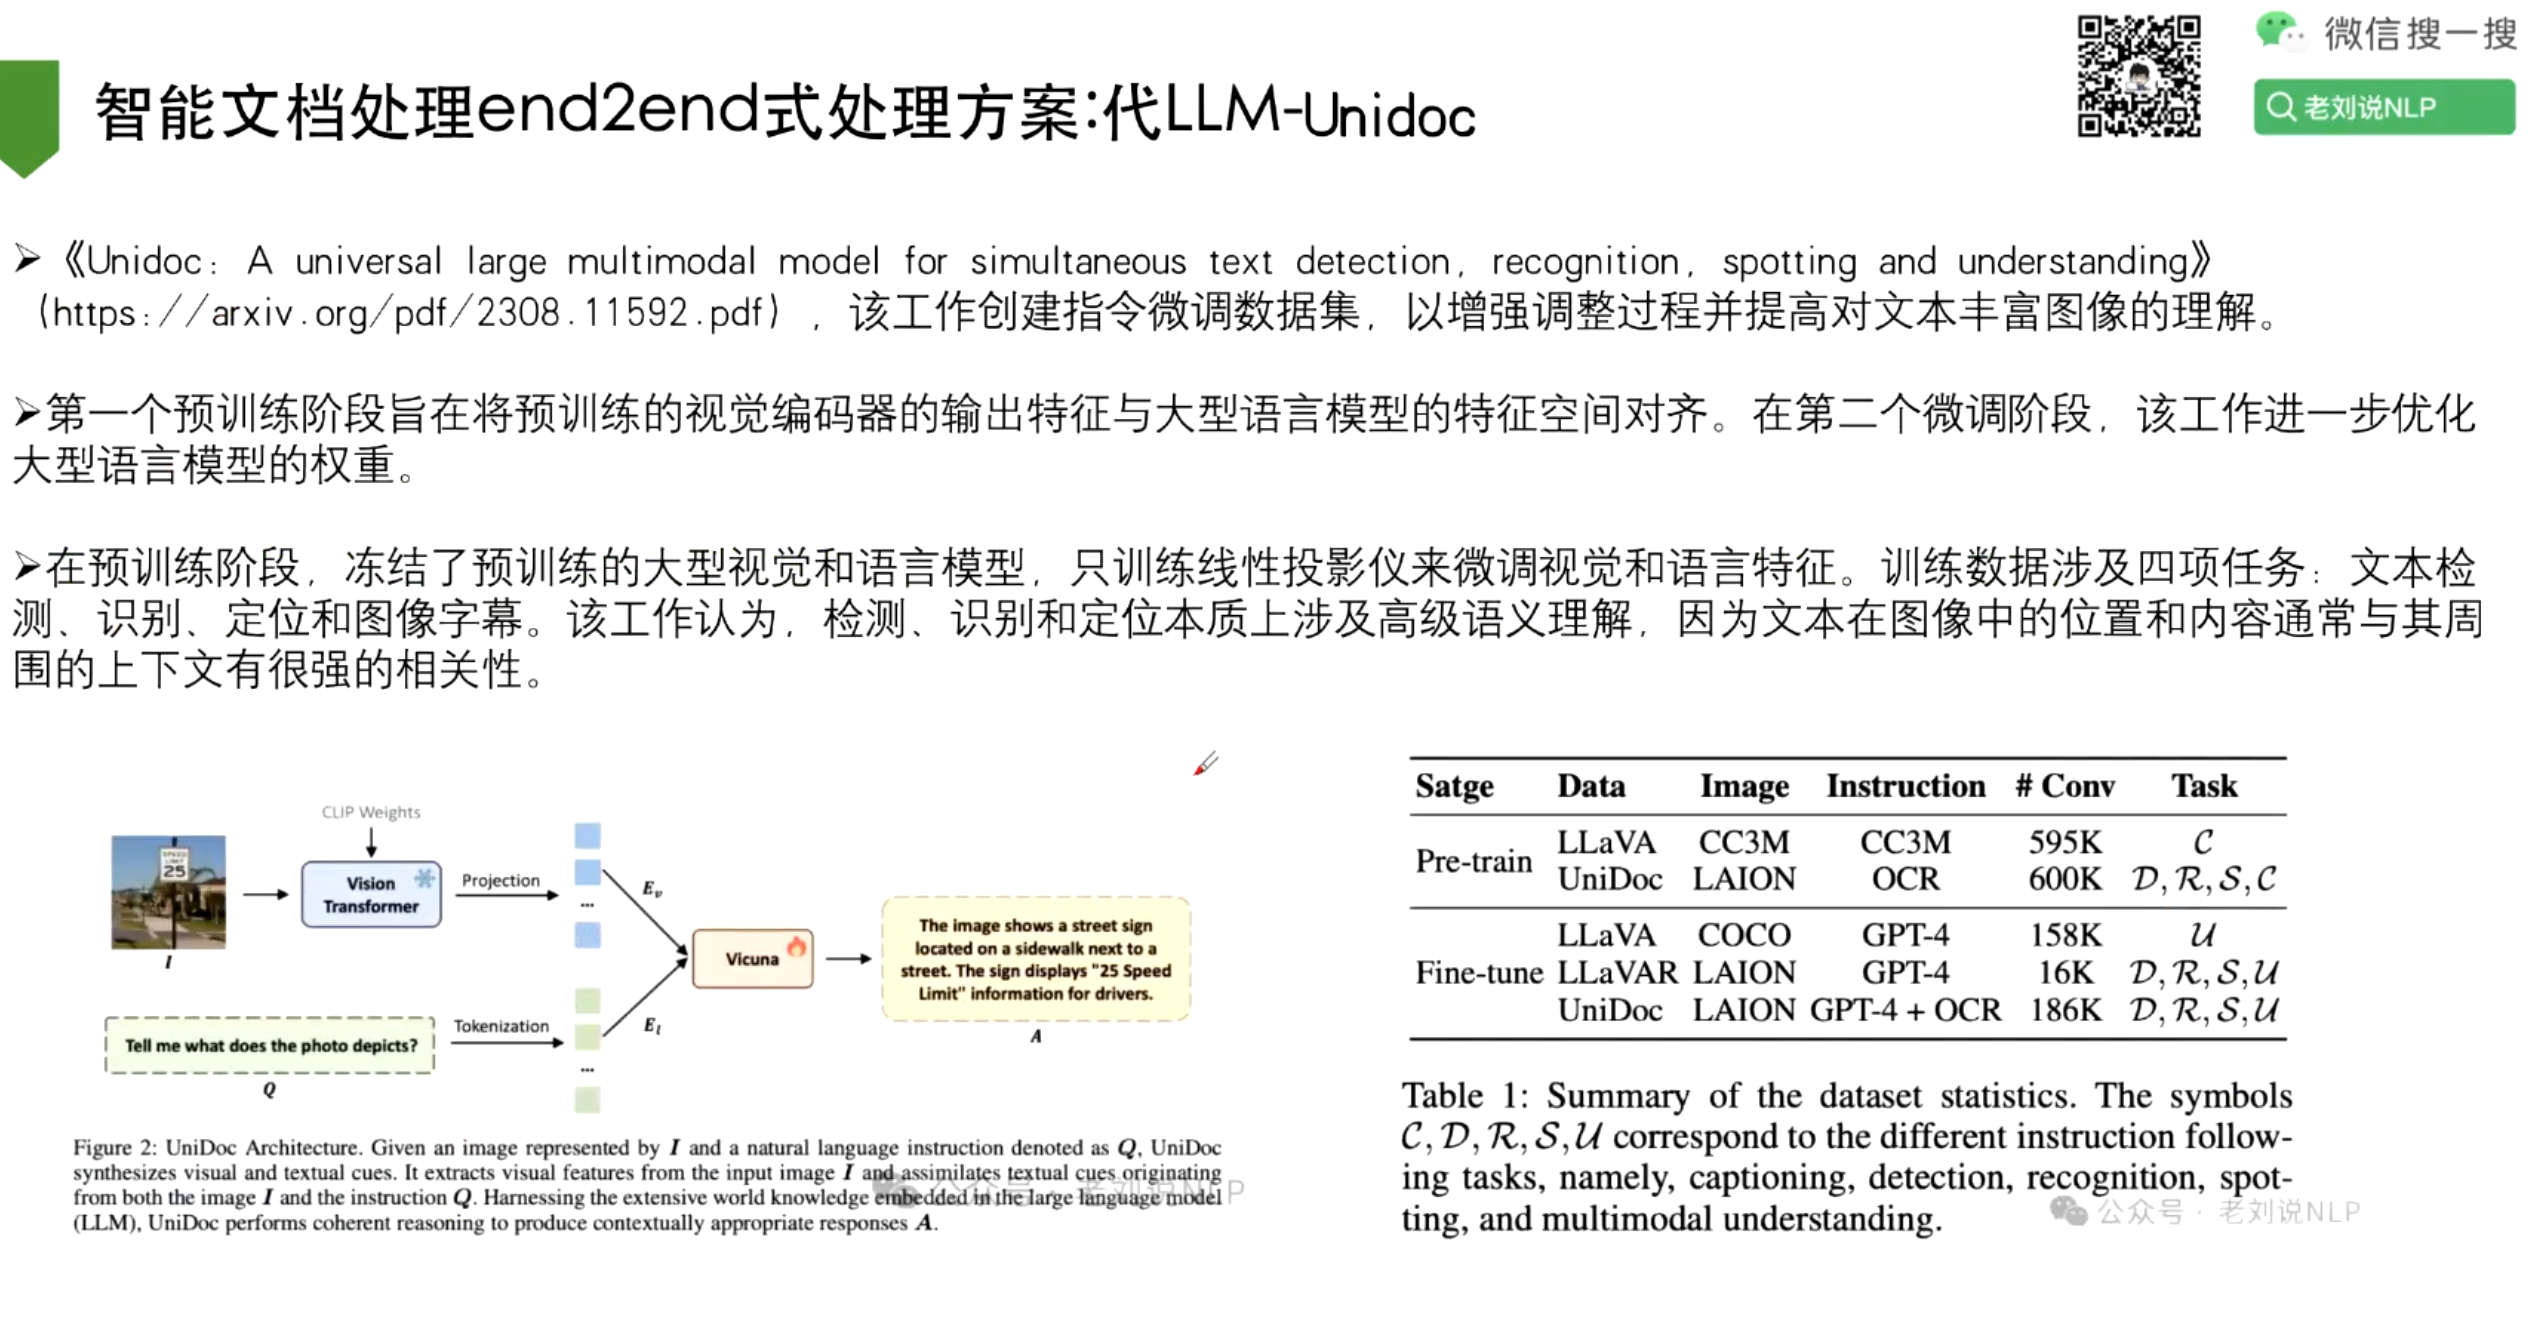 微信搜一搜
老刘说NLP
智能文档处理end2end式处理方案:代LLM-Unidoc
➢《Unidoc: A universal large multimodal model for simultaneous text detection, recognition, spotting and understanding》
(https://arxiv.org/pdf/2308.11592.pdf) ，该工作创建指令微调数据集，以增强调整过程并提高对文本丰富图像的理解。
➢第一个预训练阶段旨在将预训练的视觉编码器的输出特征与大型语言模型的特征空间对齐。在第二个微调阶段，该工作进一步优化
大型语言模型的权重。
➢在预训练阶段，冻结了预训练的大型视觉和语言模型，只训练线性投影仪来微调视觉和语言特征。训练数据涉及四项任务：文本检
测、识别、定位和图像字幕。该工作认为，检测、识别和定位本质上涉及高级语义理解，因为文本在图像中的位置和内容通常与其周
围的上下文有很强的相关性。
CLIP Weights
SPEED
LIMIT
25
I
Vision
Transformer
Projection
...
E_v
Vicuna
The image shows a street sign
located on a sidewalk next to a
street. The sign displays "25 Speed
Limit" information for drivers.
A
Tell me what does the photo depicts?
Q
Tokenization
E_l
...
Figure 2: UniDoc Architecture. Given an image represented by I and a natural language instruction denoted as Q, UniDoc
synthesizes visual and textual cues. It extracts visual features from the input image I and assimilates textual cues originating
from both the image I and the instruction Q. Harnessing the extensive world knowledge embedded in the large language model
(LLM), UniDoc performs coherent reasoning to produce contextually appropriate responses A.
公众号 · 老刘说NLP
Satge Data Image Instruction # Conv Task
Pre-train
LLaVA CC3M CC3M 595K C
UniDoc LAION OCR 600K D, R, S, C
Fine-tune
LLaVA COCO GPT-4 158K U
LLaVAR LAION GPT-4 16K D, R, S, U
UniDoc LAION GPT-4 + OCR 186K D, R, S, U
Table 1: Summary of the dataset statistics. The symbols
C, D, R, S, U correspond to the different instruction follow-
ing tasks, namely, captioning, detection, recognition, spot-
ting, and multimodal understanding.
公众号 · 老刘说NLP